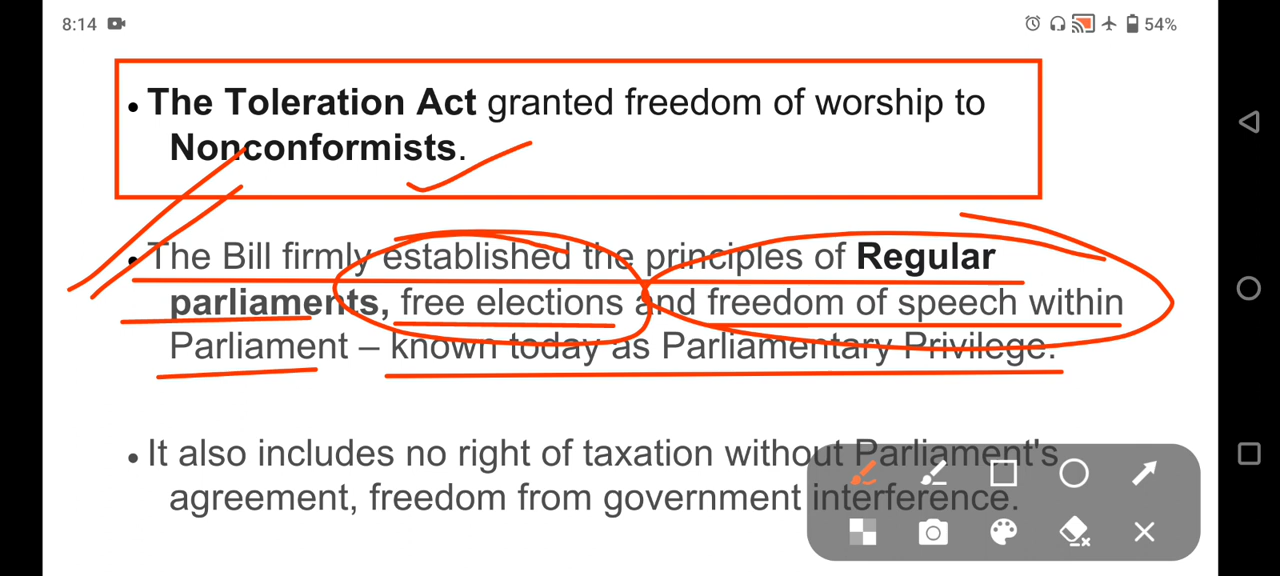 8:14
54%
• The Toleration Act granted freedom of worship to
Nonconformists.
• The Bill firmly established the principles of Regular
parliaments, free elections and freedom of speech within
Parliament – known today as Parliamentary Privilege.
• It also includes no right of taxation without Parliament's
agreement, freedom from government interference.